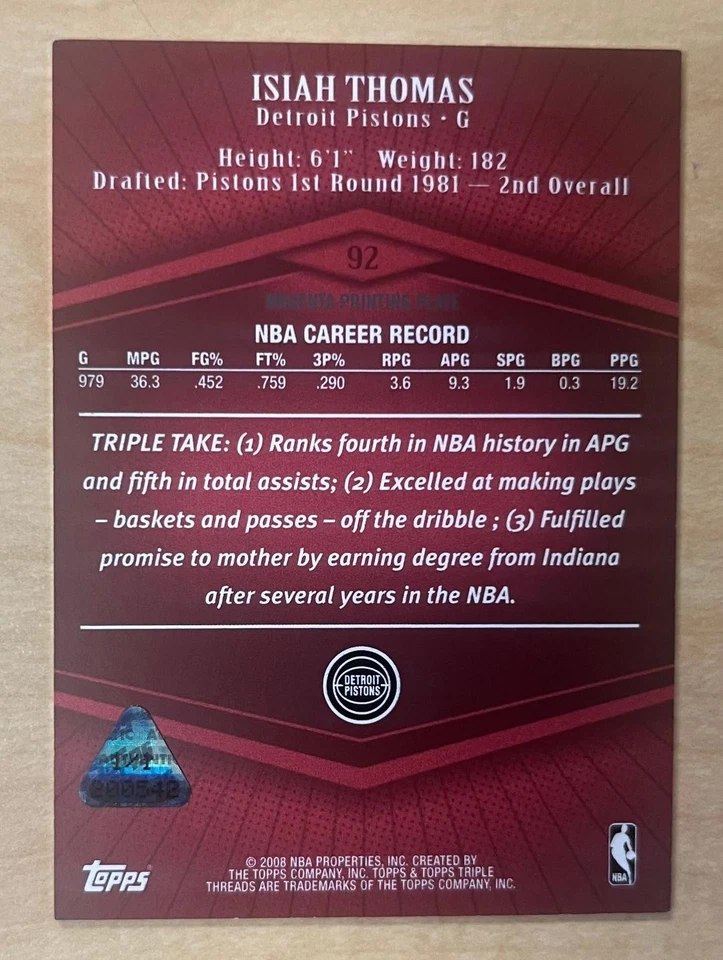 ISIAH THOMAS
Detroit Pistons • G
Height: 6'1" Weight: 182
Drafted: Pistons 1st Round 1981 — 2nd Overall
92
MAGENTA PRINTING PLATE
NBA CAREER RECORD
G MPG FG% FT% 3P% RPG APG SPG BPG PPG
979 36.3 .452 .759 .290 3.6 9.3 1.9 0.3 19.2
TRIPLE TAKE: (1) Ranks fourth in NBA history in APG
and fifth in total assists; (2) Excelled at making plays
– baskets and passes – off the dribble ; (3) Fulfilled
promise to mother by earning degree from Indiana
after several years in the NBA.
DETROIT
PISTONS
1/1
TOPPS
© 2008 NBA PROPERTIES, INC. CREATED BY
THE TOPPS COMPANY, INC. TOPPS & TOPPS TRIPLE
THREADS ARE TRADEMARKS OF THE TOPPS COMPANY, INC.
NBA